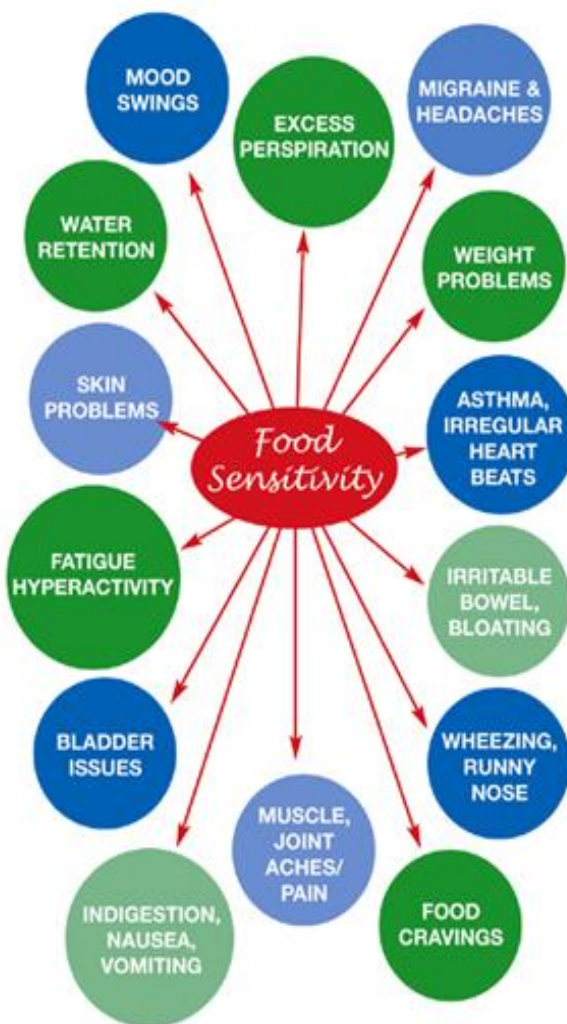 MOOD
SWINGS
EXCESS
PERSPIRATION
MIGRAINE &
HEADACHES
WATER
RETENTION
WEIGHT
PROBLEMS
SKIN
PROBLEMS
Food
Sensitivity
ASTHMA,
IRREGULAR
HEART
BEATS
FATIGUE
HYPERACTIVITY
IRRITABLE
BOWEL,
BLOATING
BLADDER
ISSUES
WHEEZING,
RUNNY
NOSE
MUSCLE,
JOINT
ACHES/
PAIN
INDIGESTION,
NAUSEA,
VOMITING
FOOD
CRAVINGS